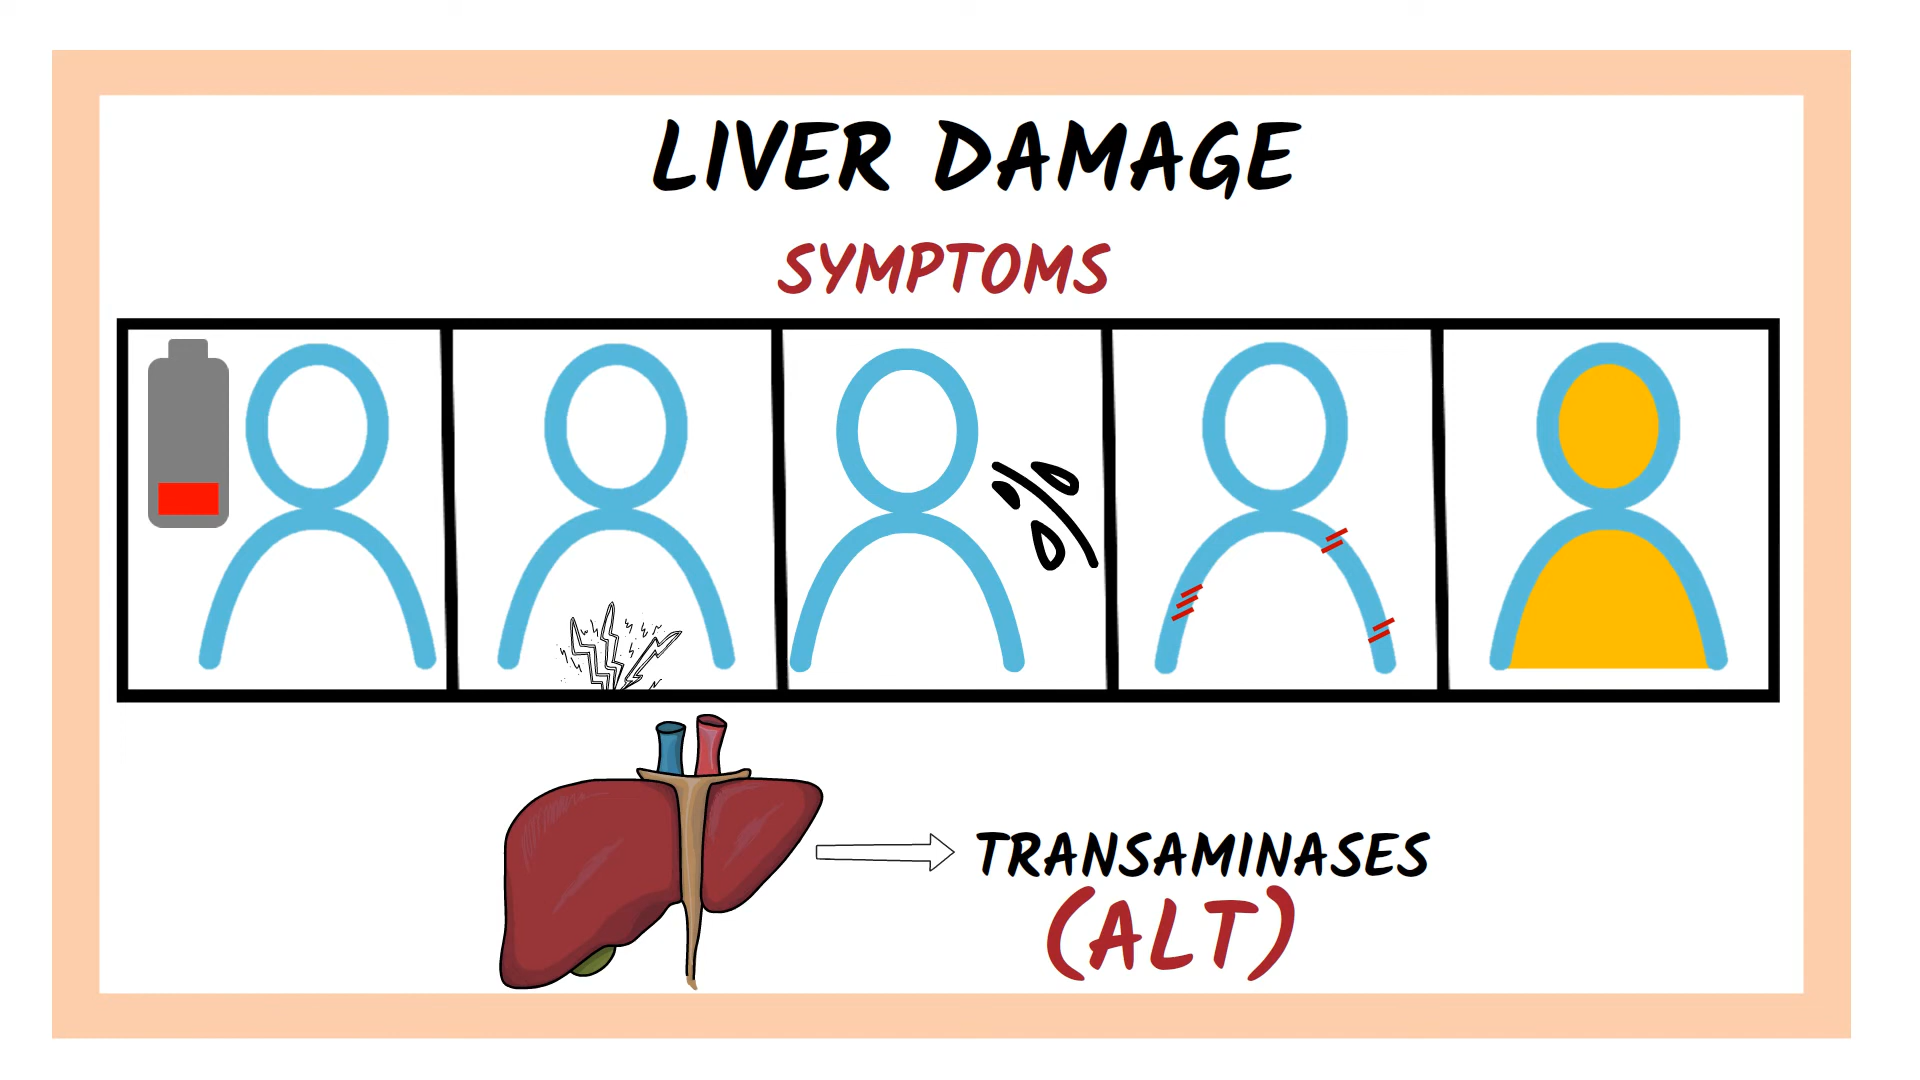 LIVER DAMAGE
SYMPTOMS
%
TRANSAMINASES
(ALT)